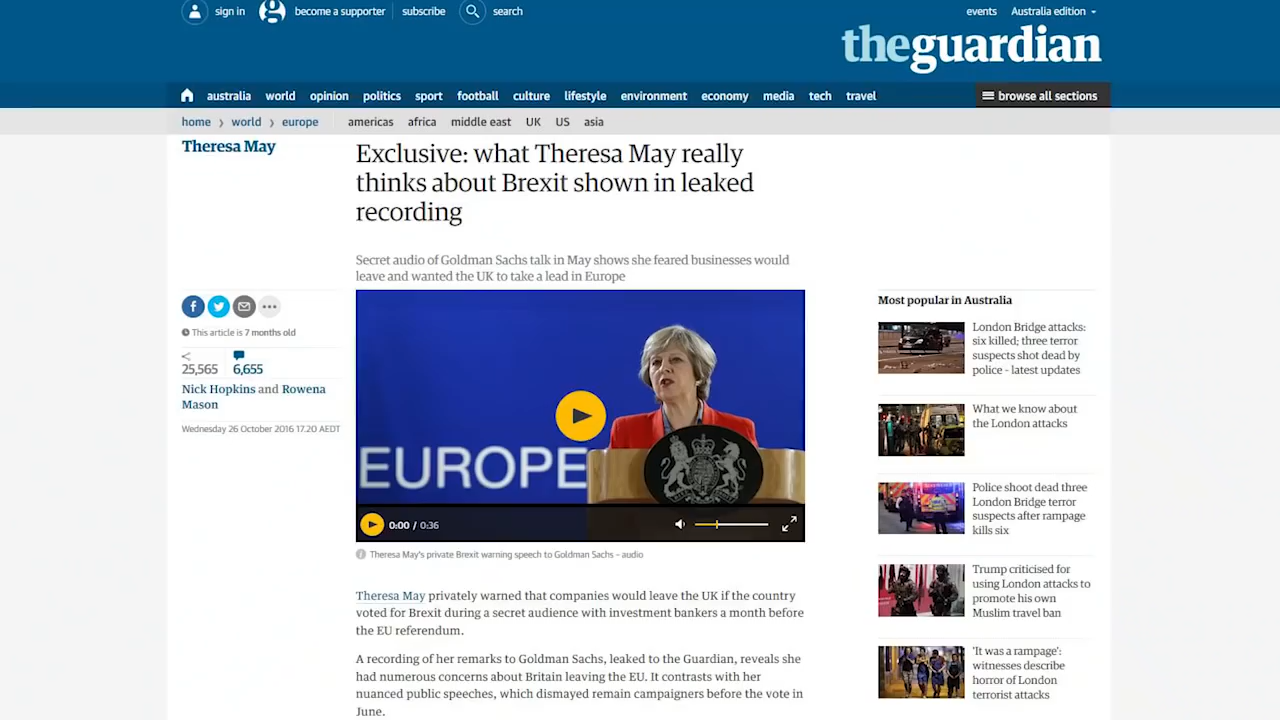 sign in
become a supporter
subscribe
search
events
Australia edition
theguardian
australia
world
opinion
politics
sport
football
culture
lifestyle
environment
economy
media
tech
travel
browse all sections
home
world
europe
americas
africa
middle east
UK
US
asia
Theresa May
Exclusive: what Theresa May really
thinks about Brexit shown in leaked
recording
Secret audio of Goldman Sachs talk in May shows she feared businesses would
leave and wanted the UK to take a lead in Europe
This article is 7 months old
25,565
6,655
Nick Hopkins and Rowena
Mason
Wednesday 26 October 2016 17.20 AEDT
EUROPE
0:00 / 0:36
Theresa May's private Brexit warning speech to Goldman Sachs – audio
Theresa May privately warned that companies would leave the UK if the country
voted for Brexit during a secret audience with investment bankers a month before
the EU referendum.
A recording of her remarks to Goldman Sachs, leaked to the Guardian, reveals she
had numerous concerns about Britain leaving the EU. It contrasts with her
nuanced public speeches, which dismayed remain campaigners before the vote in
June.
Most popular in Australia
London Bridge attacks:
six killed; three terror
suspects shot dead by
police – latest updates
What we know about
the London attacks
Police shoot dead three
London Bridge terror
suspects after rampage
kills six
Trump criticised for
using London attacks to
promote his own
Muslim travel ban
'It was a rampage':
witnesses describe
horror of London
terrorist attacks